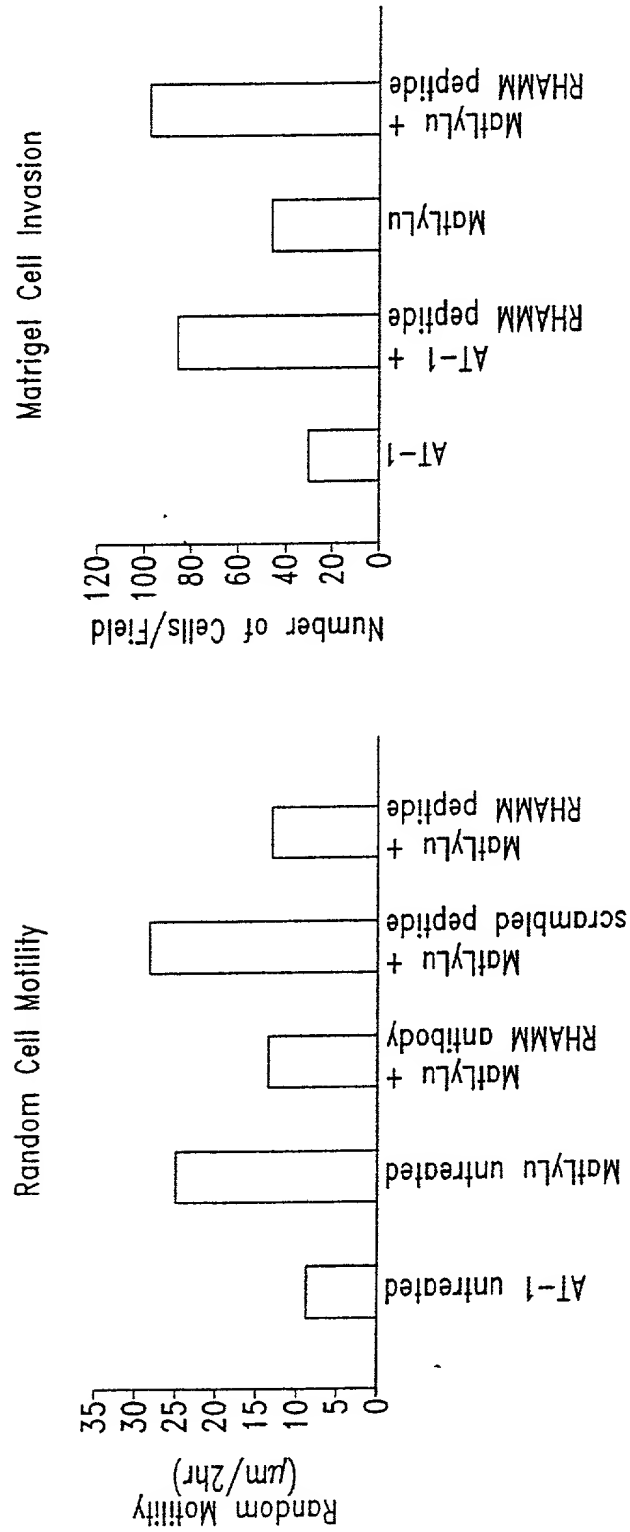 Random Cell Motility
Random Motility
(μm/2hr)
35
30
25
20
15
10
5
0
AT-1 untreated
MatLyLu untreated
MatLyLu +
RHAMM antibody
MatLyLu +
scrambled peptide
MatLyLu +
RHAMM peptide
Matrigel Cell Invasion
Number of Cells/Field
120
100
80
60
40
20
0
AT-1
AT-1 +
RHAMM peptide
MatLyLu
MatLyLu +
RHAMM peptide